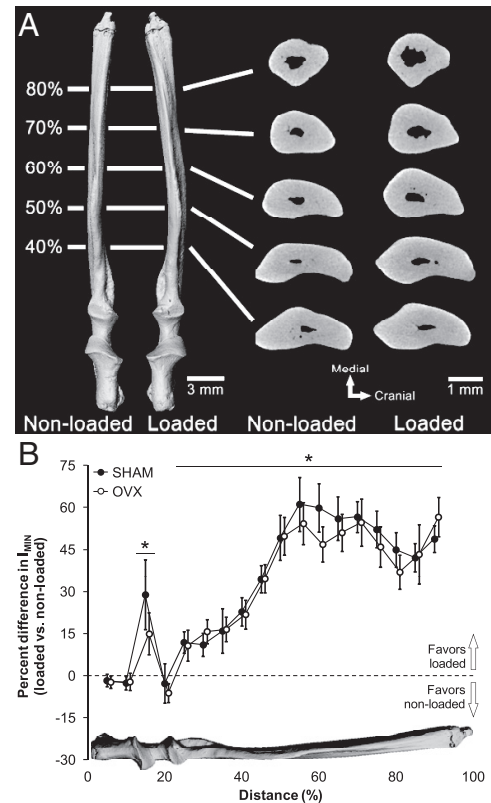 A
80%
70%
60%
50%
40%
3 mm
Medial
Cranial
1 mm
Non-loaded Loaded Non-loaded Loaded
B
75
60
45
30
15
0
-15
-30
Percent difference in IMIN
(loaded vs. non-loaded)
SHAM
OVX
*
*
Favors
loaded
Favors
non-loaded
0 20 40 60 80 100
Distance (%)